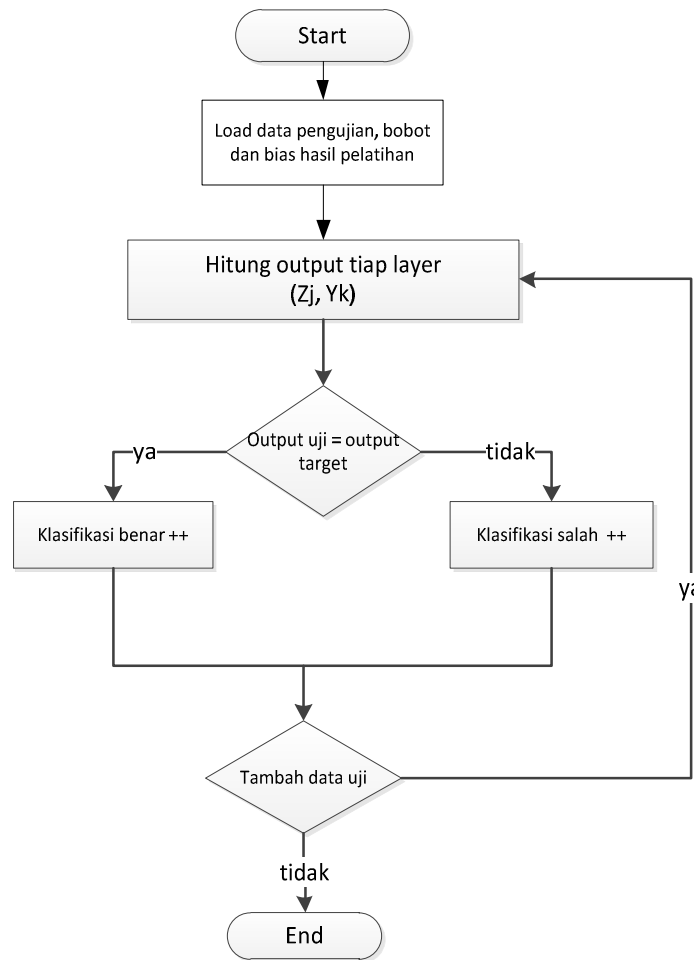 Start
Load data pengujian, bobot
dan bias hasil pelatihan
Hitung output tiap layer
(Zj, Yk)
Output uji = output
target
ya
tidak
Klasifikasi benar ++
Klasifikasi salah ++
ya
Tambah data uji
tidak
End